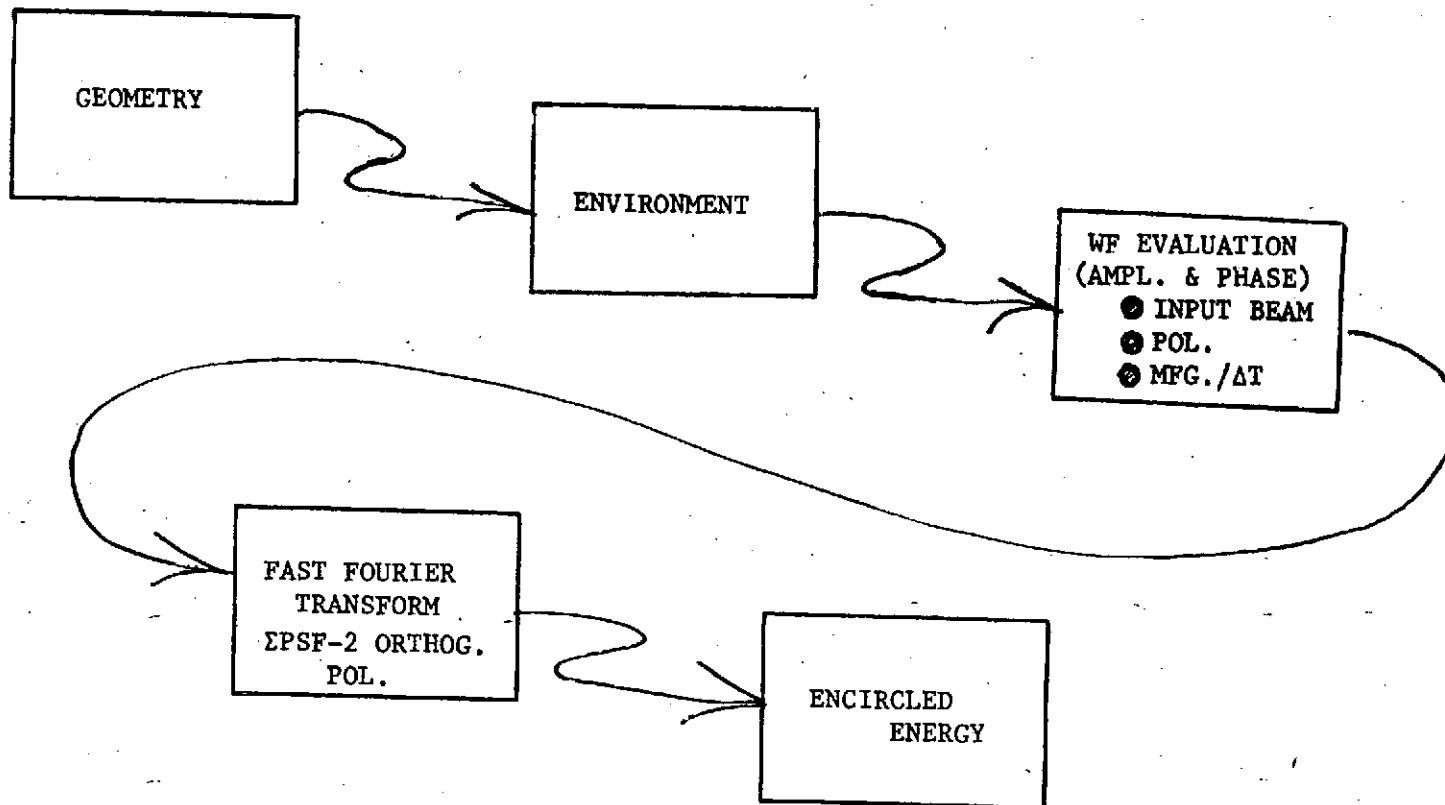 GEOMETRY
ENVIRONMENT
WF EVALUATION
(AMPL. & PHASE)
● INPUT BEAM
● POL.
● MFG./ΔT
FAST FOURIER
TRANSFORM
ΣPSF-2 ORTHOG.
POL.
ENCIRCLED
ENERGY